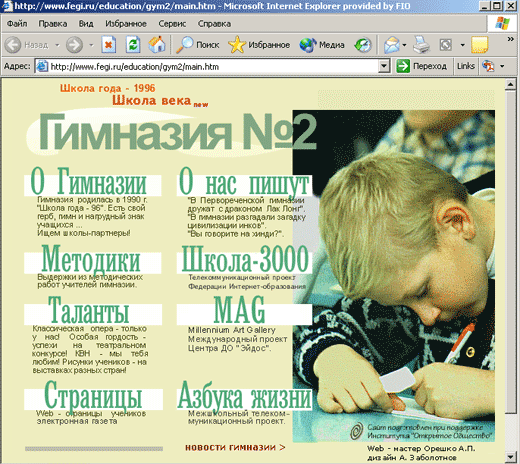 http://www.fegi.ru/education/gym2/main.htm - Microsoft Internet Explorer provided by FIO
Файл Правка Вид Избранное Сервис Справка
Назад Поиск Избранное Медиа
Адрес: http://www.fegi.ru/education/gym2/main.htm Переход Links
Школа года - 1996
Школа века new
Гимназия №2
О Гимназии
Гимназия родилась в 1990 г.
"Школа года - 96". Есть свой
герб, гимн и нагрудный знак
учащихся ...
Ищем школы-партнеры!
О нас пишут
"В Первореченской гимназии
дружат с драконом Лак Лонг".
"В гимназии разгадали загадку
цивилизации инков".
"Вы говорите на хинди?".
Методики
Выдержки из методических
работ учителей гимназии.
Школа-3000
Телекоммуникационный проект
Федерации Интернет-образования
Таланты
Классическая опера - только
у нас! Особая гордость -
успехи на театральном
конкурсе! КВН - мы тебя
любим! Рисунки учеников - на
выставках разных стран!
MAG
Millennium Art Gallery
Международный проект
Центра ДО "Эйдос".
Страницы
Web - страницы учеников
электронная газета
Азбука жизни
Межшкольный телеком-
муникационный проект.
новости гимназии >
Сайт подготовлен при поддержке
Института "Открытое Общество"
Web - мастер Орешко А.П.
дизайн А. Заболотнов